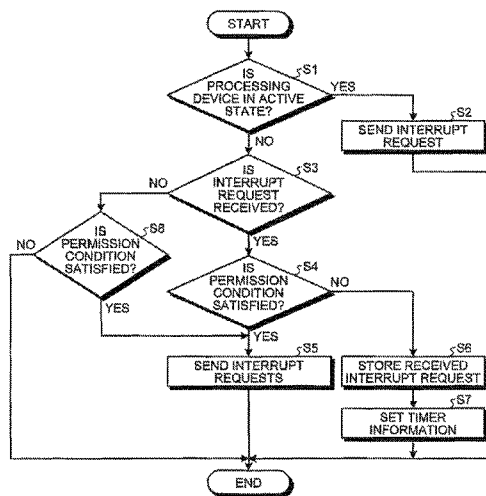 START
S1
IS
PROCESSING
DEVICE IN ACTIVE
STATE?
YES
NO
S2
SEND INTERRUPT
REQUEST
S3
IS
INTERRUPT
REQUEST
RECEIVED?
NO
YES
S8
IS
PERMISSION
CONDITION
SATISFIED?
NO
YES
S4
IS
PERMISSION
CONDITION
SATISFIED?
NO
YES
S5
SEND INTERRUPT
REQUESTS
S6
STORE RECEIVED
INTERRUPT REQUEST
S7
SET TIMER
INFORMATION
END